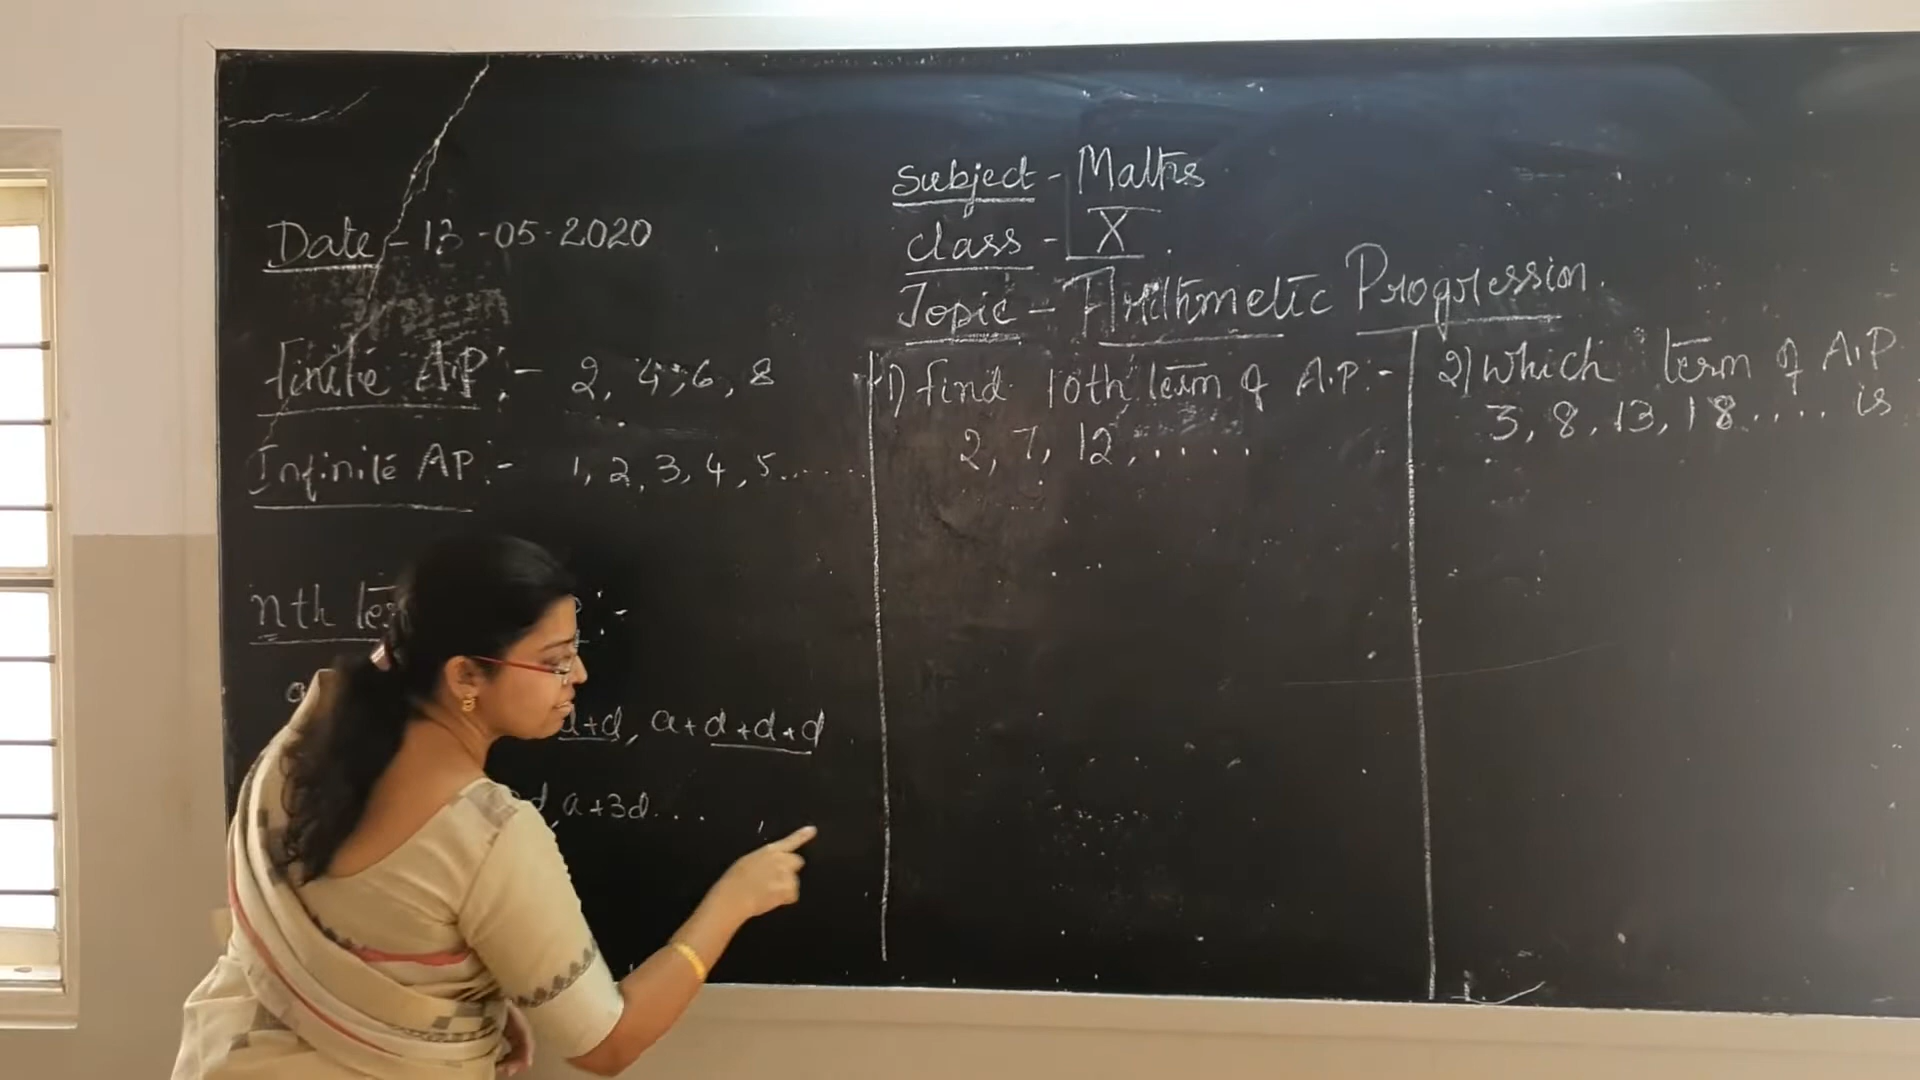 Subject - Maths
Class - X
Topic - Arithmetic Progression.
Date - 13-05-2020
finite A.P :- 2, 4, 6, 8
Infinite AP :- 1, 2, 3, 4, 5.....
nth
d+d, a+d+d+d
a+3d...
1) find 10th term of A.P:-
2, 7, 12, ....
2) Which term of A.P
3, 8, 13, 18.... is